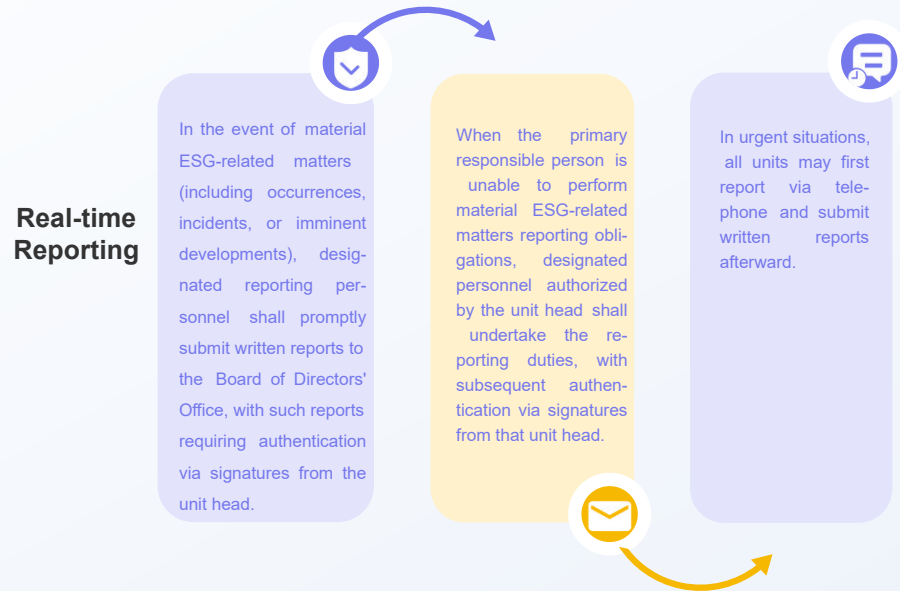 Real-time
Reporting
In the event of material
ESG-related matters
(including occurrences,
incidents, or imminent
developments), desig-
nated reporting per-
sonnel shall promptly
submit written reports to
the Board of Directors'
Office, with such reports
requiring authentication
via signatures from the
unit head.
When the primary
responsible person is
unable to perform
material ESG-related
matters reporting obli-
gations, designated
personnel authorized
by the unit head shall
undertake the re-
porting duties, with
subsequent authen-
tication via signatures
from that unit head.
In urgent situations,
all units may first
report via tele-
phone and submit
written reports
afterward.